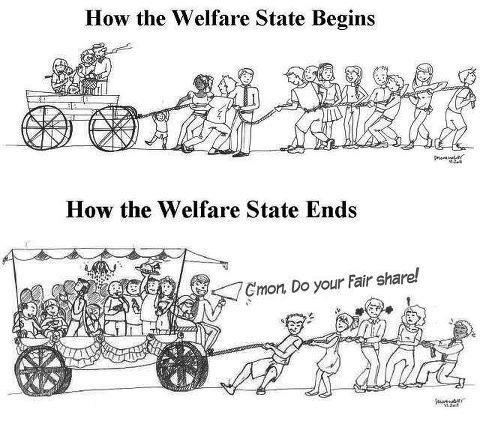 How the Welfare State Begins
How the Welfare State Ends
C'mon, Do your Fair share!